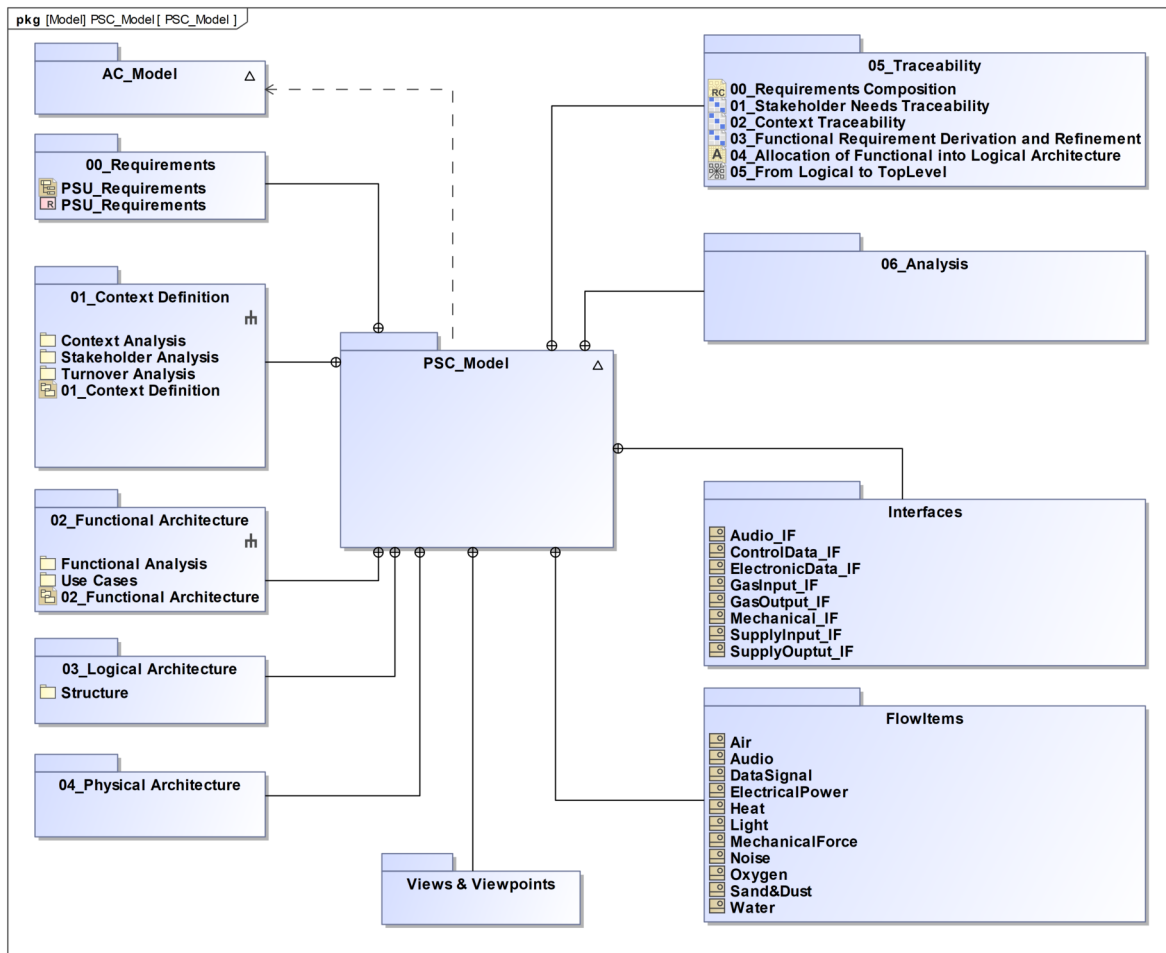 pkg [Model] PSC_Model[ PSC_Model ]
AC_Model
00_Requirements
PSU_Requirements
R PSU_Requirements
01_Context Definition
Context Analysis
Stakeholder Analysis
Turnover Analysis
01_Context Definition
02_Functional Architecture
Functional Analysis
Use Cases
02_Functional Architecture
03_Logical Architecture
Structure
04_Physical Architecture
PSC_Model
Views & Viewpoints
05_Traceability
RC 00_Requirements Composition
01_Stakeholder Needs Traceability
02_Context Traceability
03_Functional Requirement Derivation and Refinement
A 04_Allocation of Functional into Logical Architecture
05_From Logical to TopLevel
06_Analysis
Interfaces
Audio_IF
ControlData_IF
ElectronicData_IF
GasInput_IF
GasOutput_IF
Mechanical_IF
SupplyInput_IF
SupplyOuptut_IF
FlowItems
Air
Audio
DataSignal
ElectricalPower
Heat
Light
MechanicalForce
Noise
Oxygen
Sand&Dust
Water